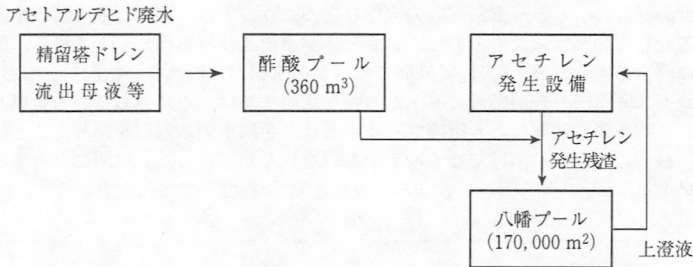 アセトアルデヒド廃水
精留塔ドレン
流出母液等
酢酸プール
(360 m³)
アセチレン
発生設備
アセチレン
発生残渣
八幡プール
(170,000 m²)
上澄液